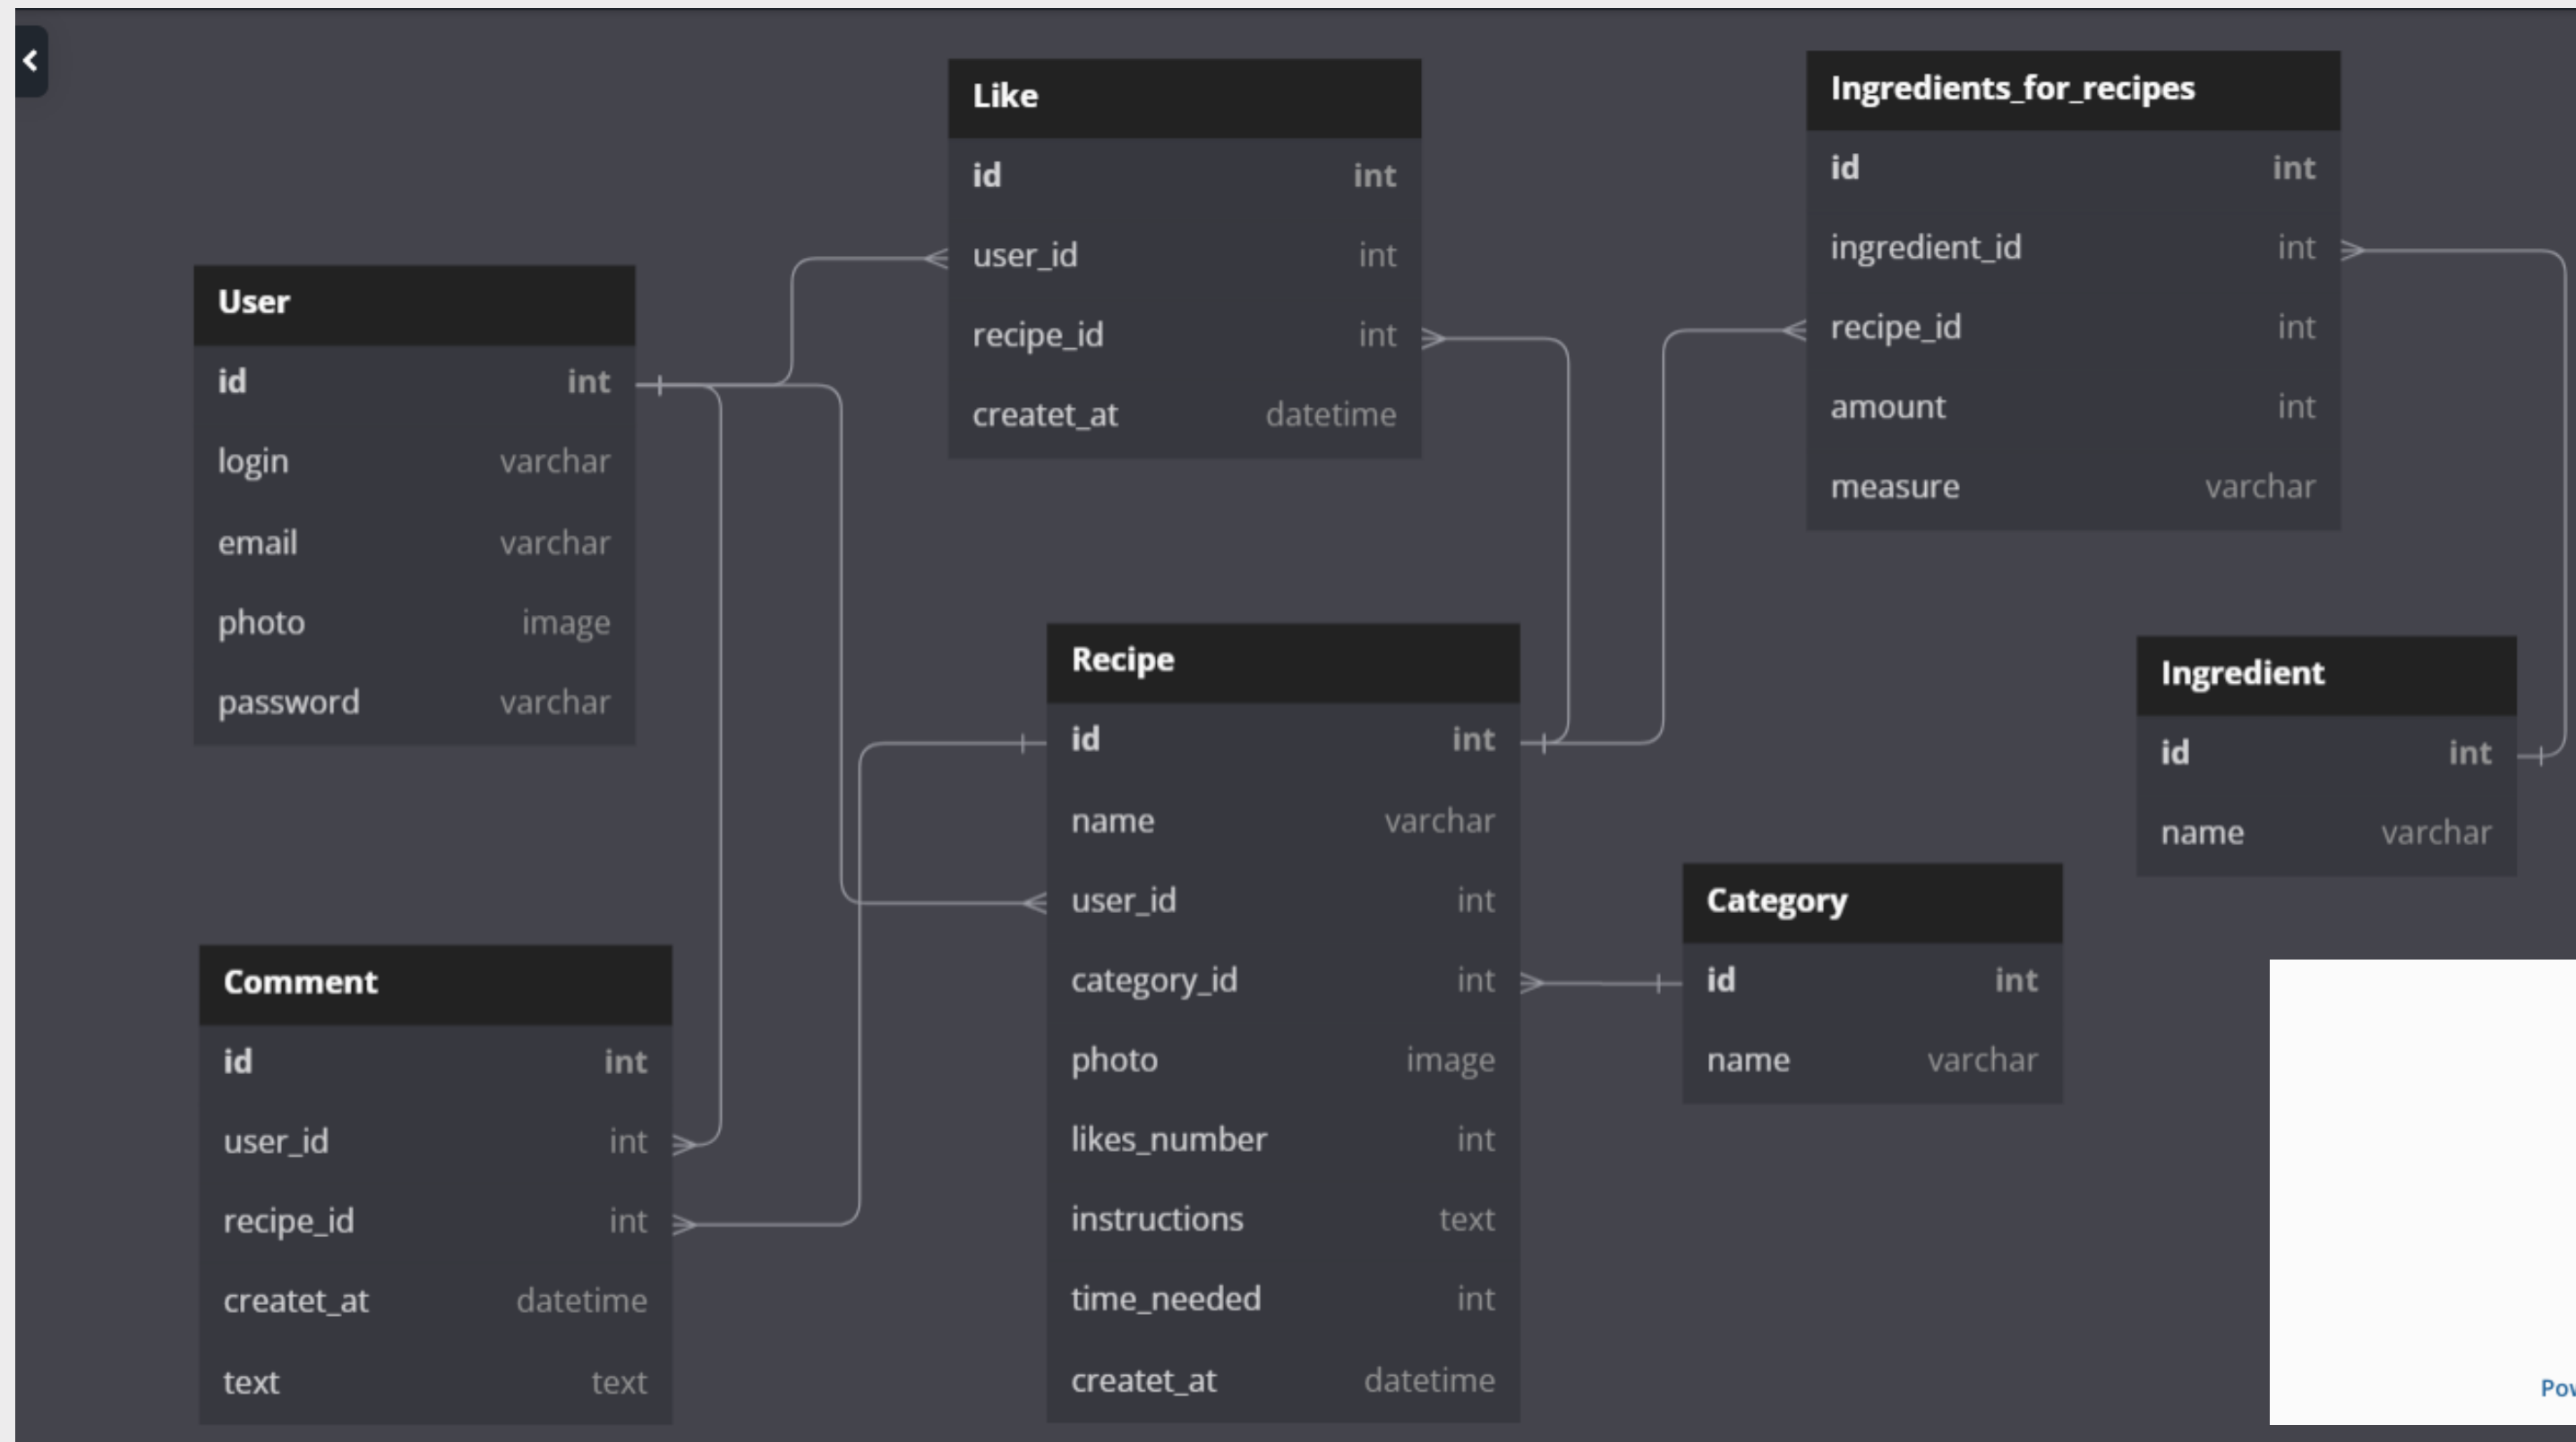 User
id int
login varchar
email varchar
photo image
password varchar
Comment
id int
user_id int
recipe_id int
createt_at datetime
text text
Like
id int
user_id int
recipe_id int
createt_at datetime
Recipe
id int
name varchar
user_id int
category_id int
photo image
likes_number int
instructions text
time_needed int
createt_at datetime
Ingredients_for_recipes
id int
ingredient_id int
recipe_id int
amount int
measure varchar
Category
id int
name varchar
Ingredient
id int
name varchar